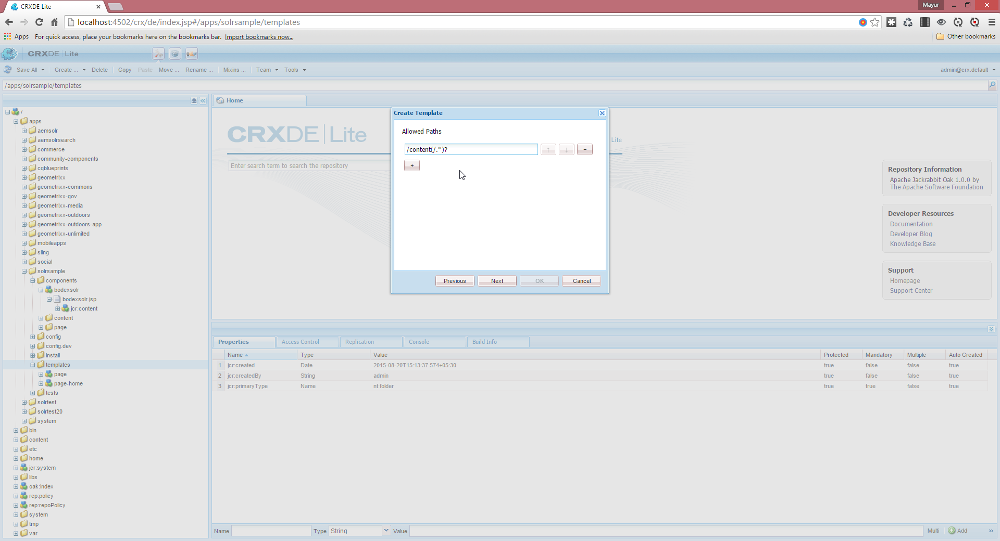 CRXDE Lite
Mayur
localhost:4502/crx/de/index.jsp#/apps/solrsample/templates
Apps For quick access, place your bookmarks here on the bookmarks bar. Import bookmarks now... Other bookmarks
CRXDE Lite
Save All Create ... Delete Copy Paste Move ... Rename ... Mixins ... Team Tools admin@crx.default
/apps/solrsample/templates
/
apps
aemsolr
aemsolrsearch
commerce
community-components
cqblueprints
geometrixx
geometrixx-commons
geometrixx-gov
geometrixx-media
geometrixx-outdoors
geometrixx-outdoors-app
geometrixx-unlimited
mobileapps
sling
social
solrsample
components
bodexsolr
bodexsolr.jsp
jcr:content
content
page
config
config.dev
install
templates
page
page-home
tests
solrtest
solrtest20
system
bin
content
etc
home
jcr:system
libs
oak:index
rep:policy
rep:repoPolicy
system
tmp
var
Home
CRXDE Lite
Lite
Enter search term to search the repository
Create Template
Allowed Paths
/content(/.*)?
↑ ↓ -
+
Previous Next OK Cancel
Repository Information
Apache Jackrabbit Oak 1.0.0 by
The Apache Software Foundation
Developer Resources
Documentation
Developer Blog
Knowledge Base
Support
Homepage
Support Center
Properties Access Control Replication Console Build Info
Name Type Value Protected Mandatory Multiple Auto Created
1 jcr:created Date 2015-08-20T15:13:37.574+05:30 true false false true
2 jcr:createdBy String admin true false false true
3 jcr:primaryType Name nt:folder true true false true
Name Type String Value Multi Add »